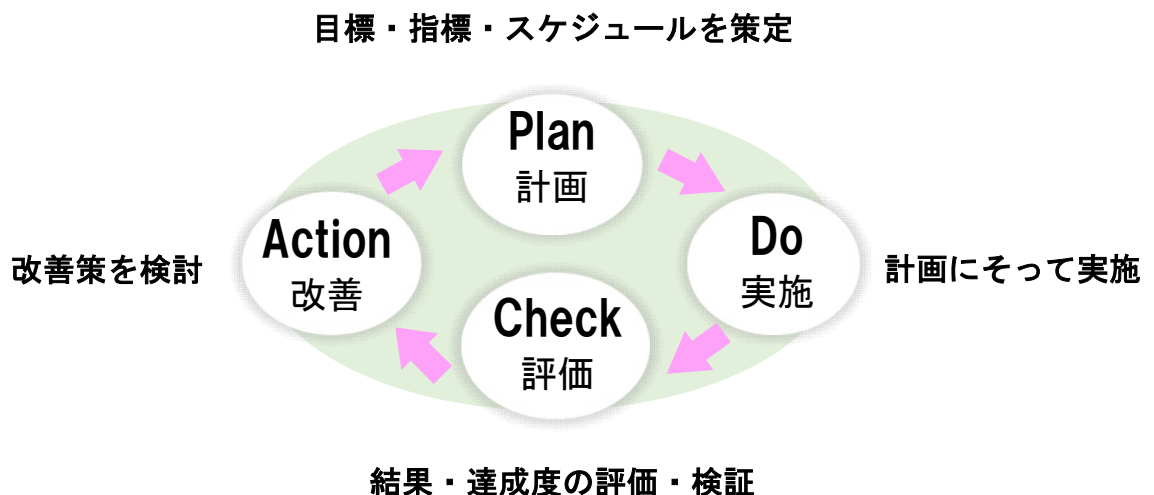 目標・指標・スケジュールを策定
Plan
計画
Do
実施
計画にそって実施
Check
評価
結果・達成度の評価・検証
Action
改善
改善策を検討